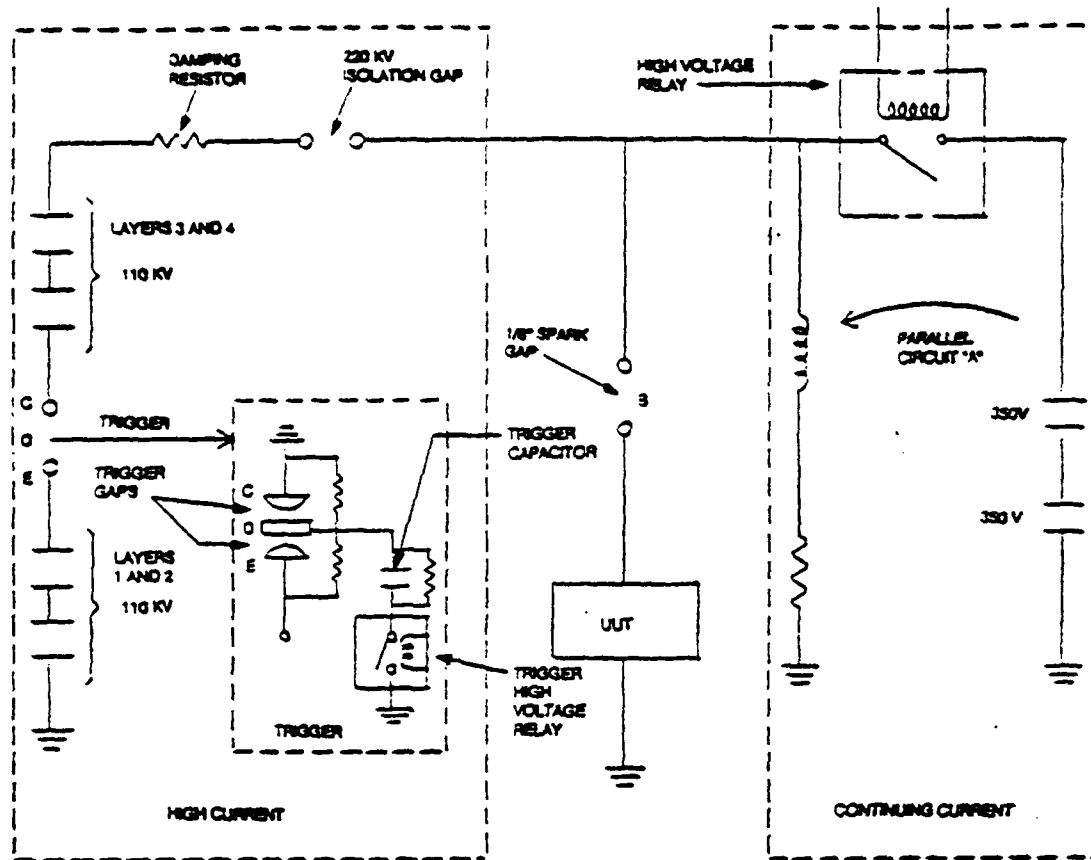 DAMPING
RESISTOR
220 KV
ISOLATION GAP
HIGH VOLTAGE
RELAY
LAYERS 3 AND 4
110 KV
1/8" SPARK
GAP
B
PARALLEL
CIRCUIT "A"
C
D
E
TRIGGER
TRIGGER
GAPS
C
D
E
TRIGGER
CAPACITOR
350V
350 V
LAYERS
1 AND 2
110 KV
UUT
TRIGGER
HIGH
VOLTAGE
RELAY
TRIGGER
HIGH CURRENT
CONTINUING CURRENT